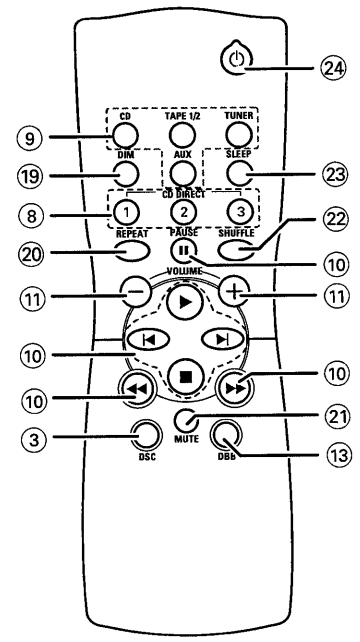 24
CD TAPE 1/2 TUNER
9
DIM AUX SLEEP
19
23
CD DIRECT
8 1 2 3
22
REPEAT PAUSE SHUFFLE
20
10
VOLUME
11 − + 11
10
10
10
21
3
MUTE
DSC DBB
13